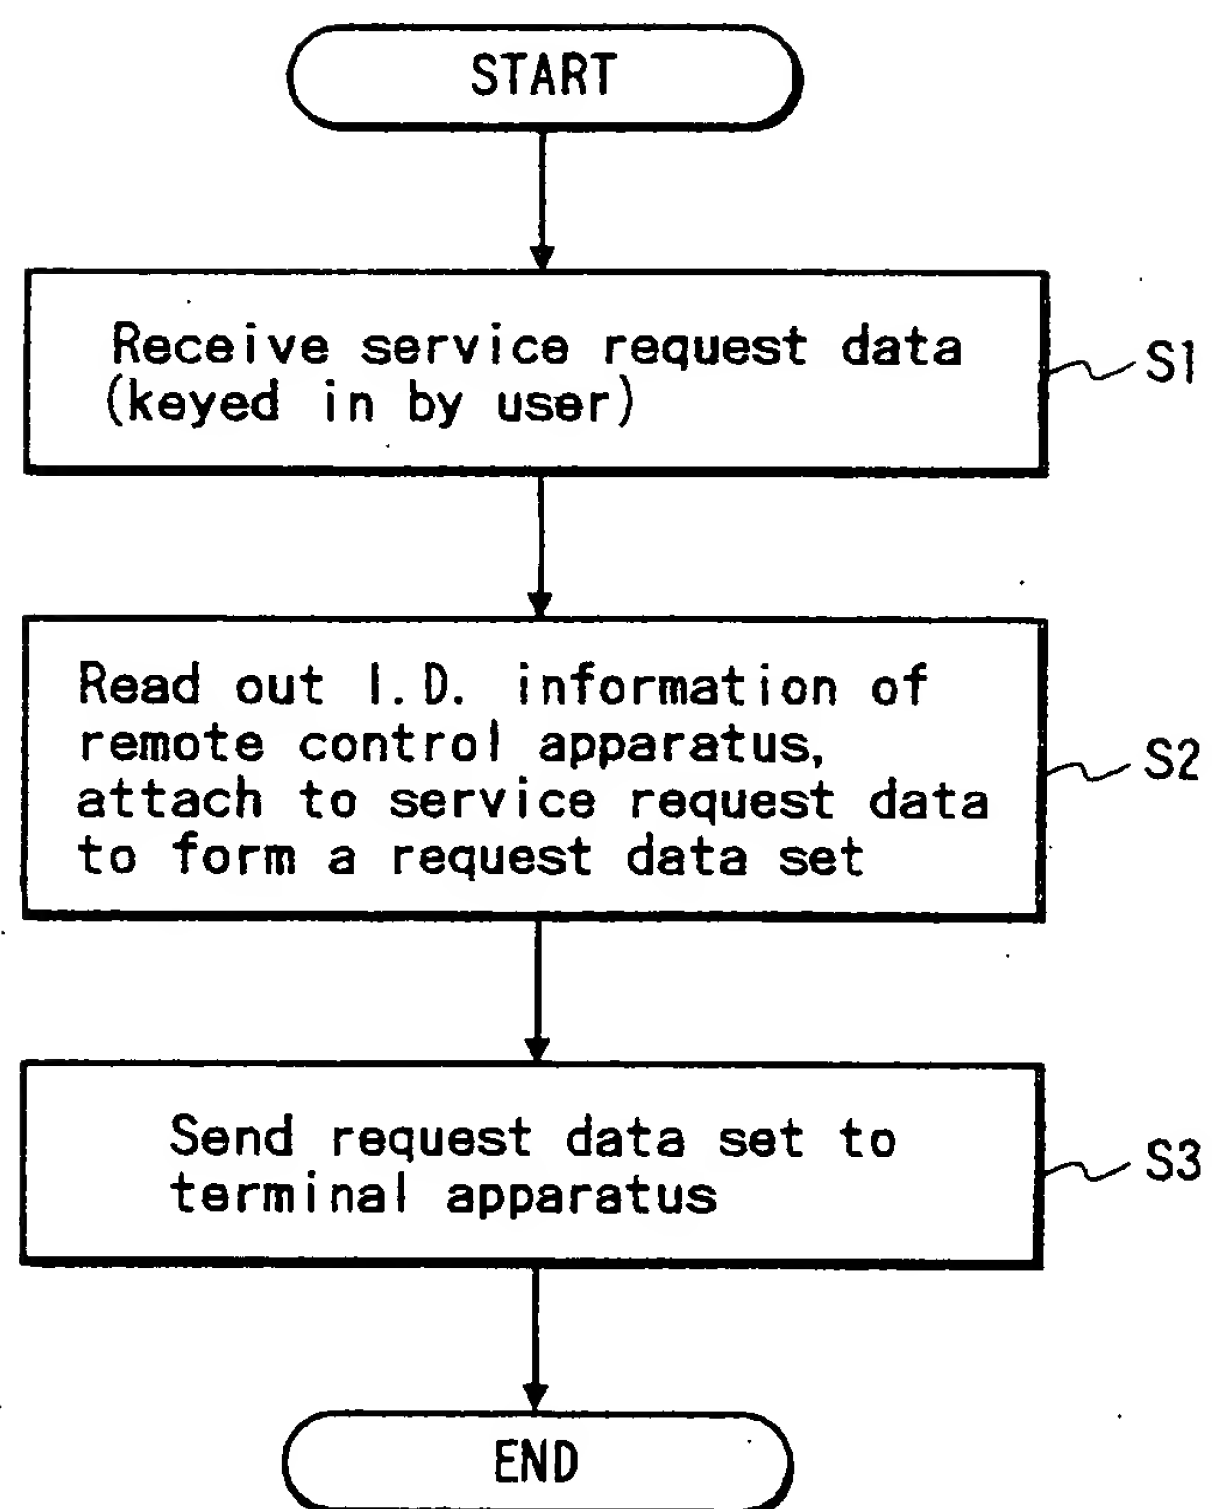 START
Receive service request data
(keyed in by user)
S1
Read out I.D. information of
remote control apparatus,
attach to service request data
to form a request data set
S2
Send request data set to
terminal apparatus
S3
END